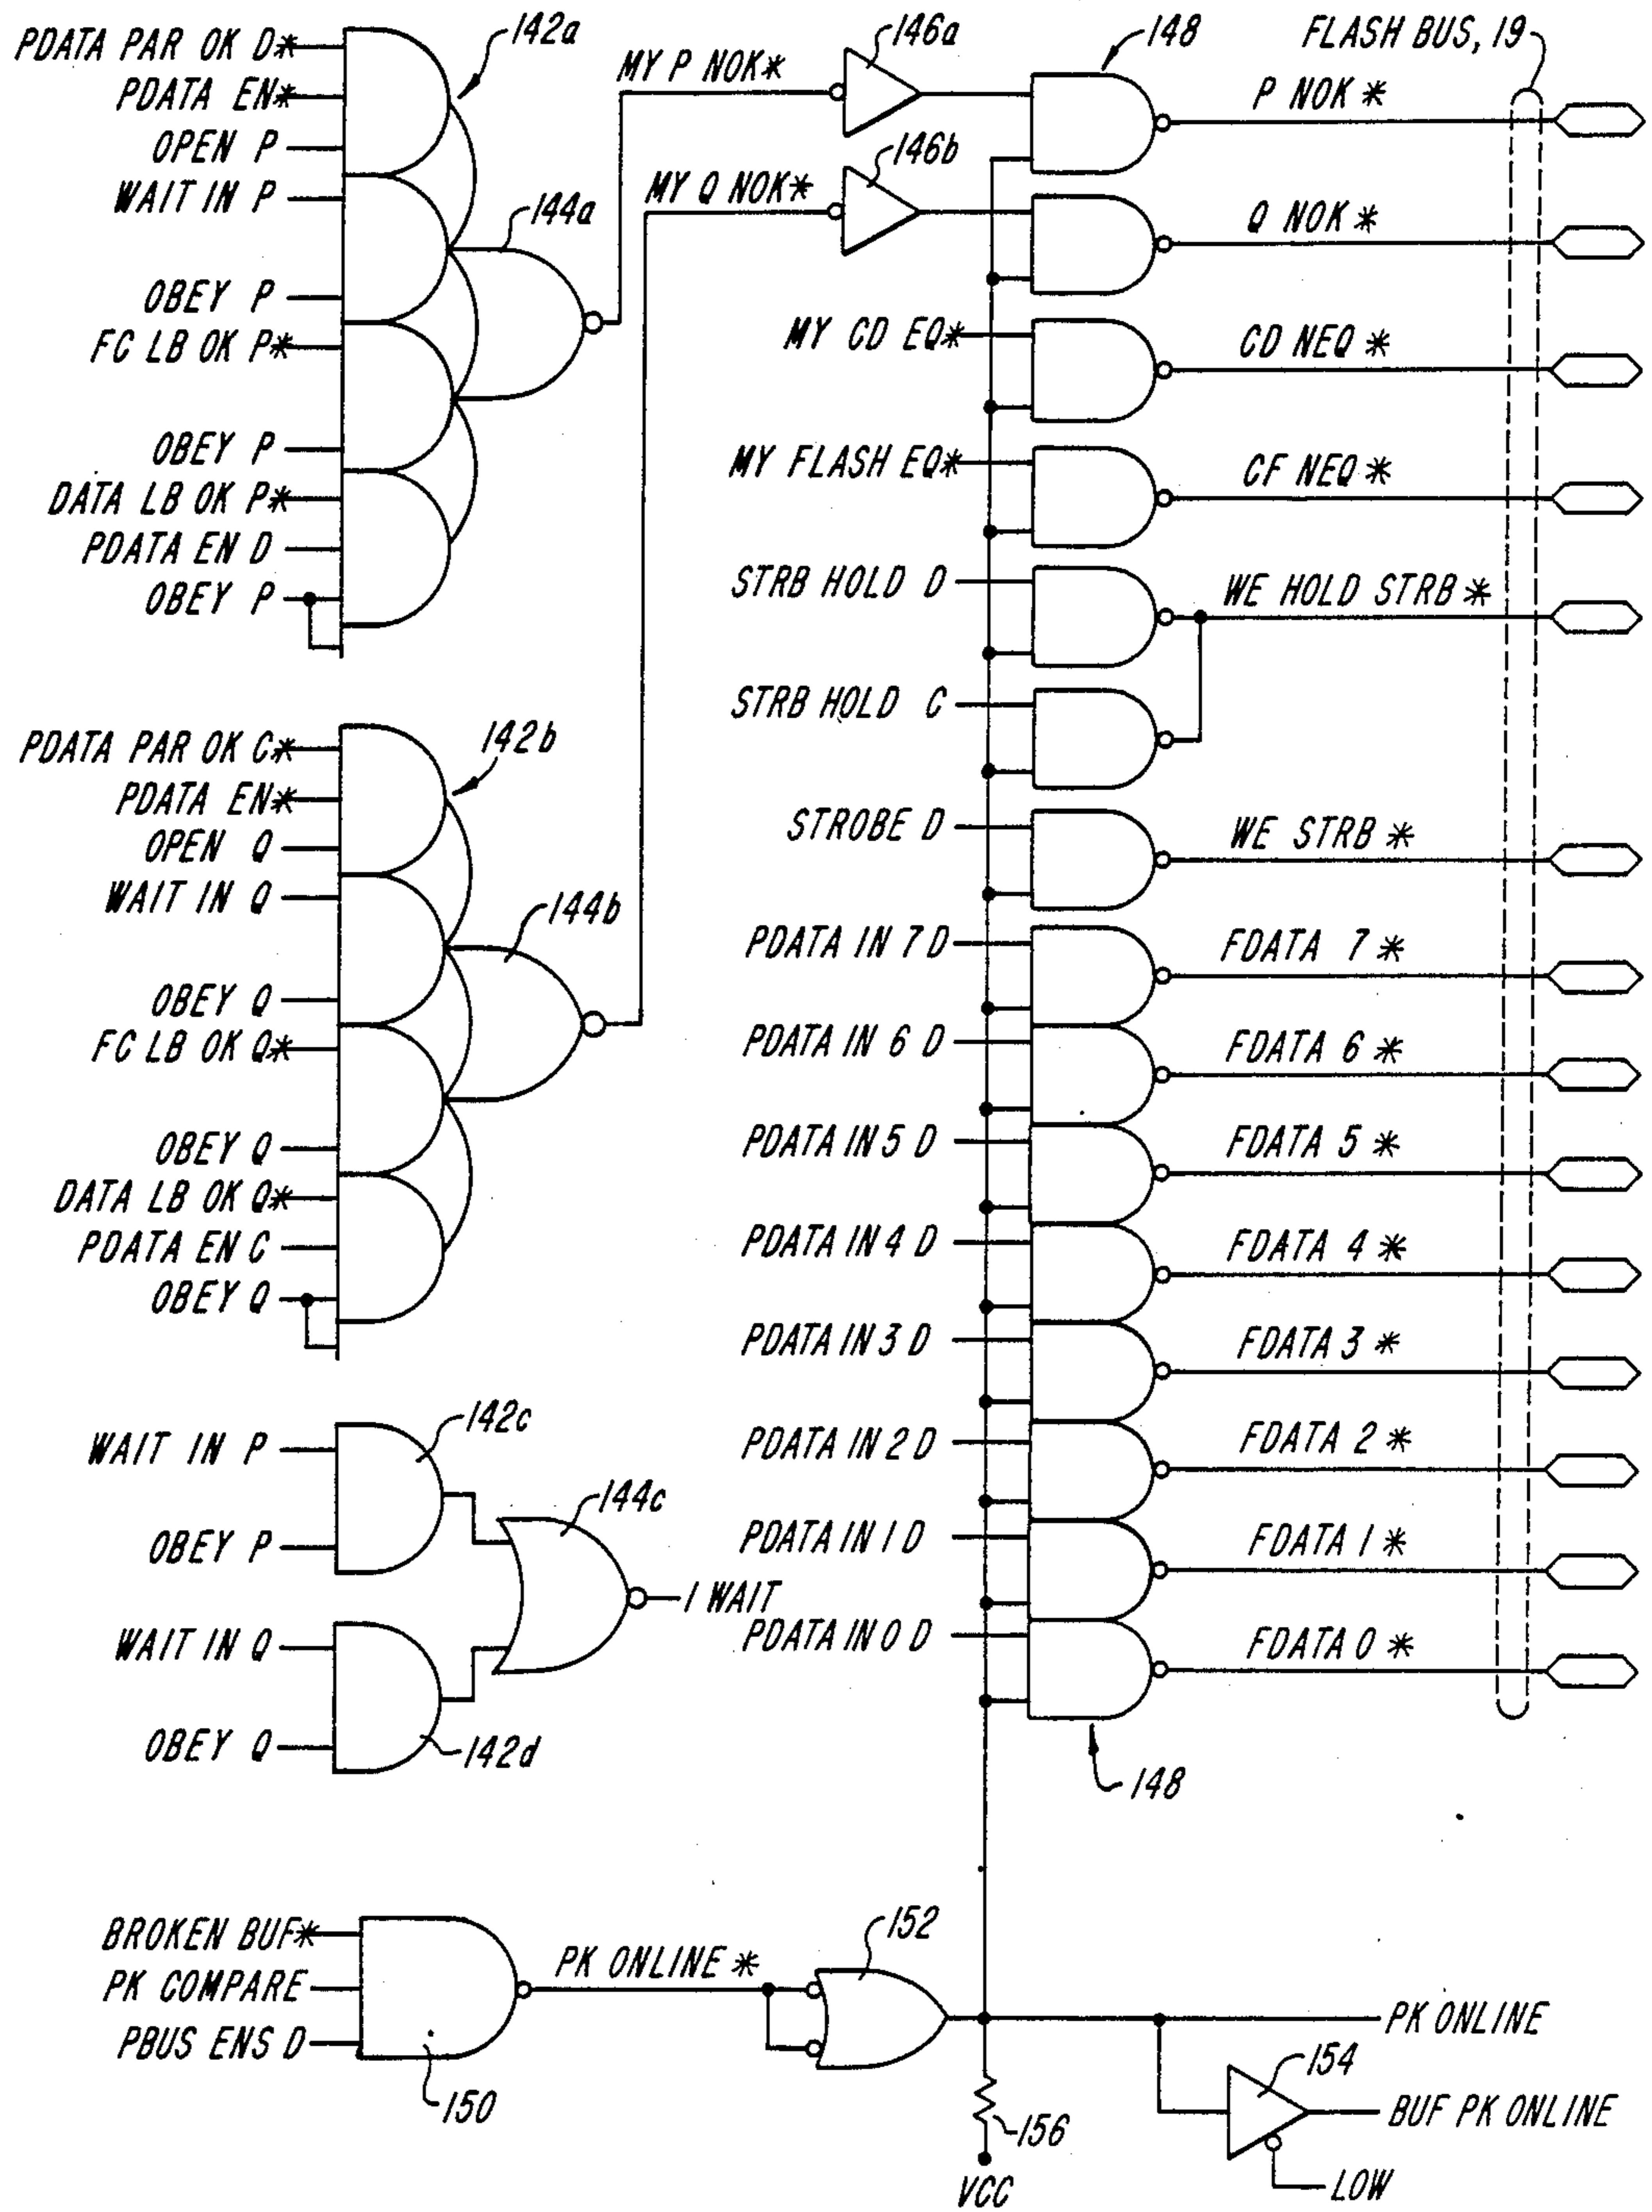 PDATA PAR OK D*
PDATA EN*
OPEN P
WAIT IN P
OBEY P
FC LB OK P*
OBEY P
DATA LB OK P*
PDATA EN D
OBEY P
142a
144a
MY P NOK*
MY Q NOK*
146a
146b
148
FLASH BUS, 19
P NOK *
Q NOK *
MY CD EQ*
CD NEQ *
MY FLASH EQ*
CF NEQ *
STRB HOLD D
WE HOLD STRB *
STRB HOLD C
STROBE D
WE STRB *
PDATA IN 7 D
FDATA 7 *
PDATA IN 6 D
FDATA 6 *
PDATA IN 5 D
FDATA 5 *
PDATA IN 4 D
FDATA 4 *
PDATA IN 3 D
FDATA 3 *
PDATA IN 2 D
FDATA 2 *
PDATA IN 1 D
FDATA 1 *
PDATA IN 0 D
FDATA 0 *
148
PDATA PAR OK C*
PDATA EN*
OPEN Q
WAIT IN Q
OBEY Q
FC LB OK Q*
OBEY Q
DATA LB OK Q*
PDATA EN C
OBEY Q
142b
144b
WAIT IN P
OBEY P
142c
144c
I WAIT
WAIT IN Q
OBEY Q
142d
BROKEN BUF*
PK COMPARE
PBUS ENS D
150
PK ONLINE *
152
PK ONLINE
154
BUF PK ONLINE
LOW
156
VCC